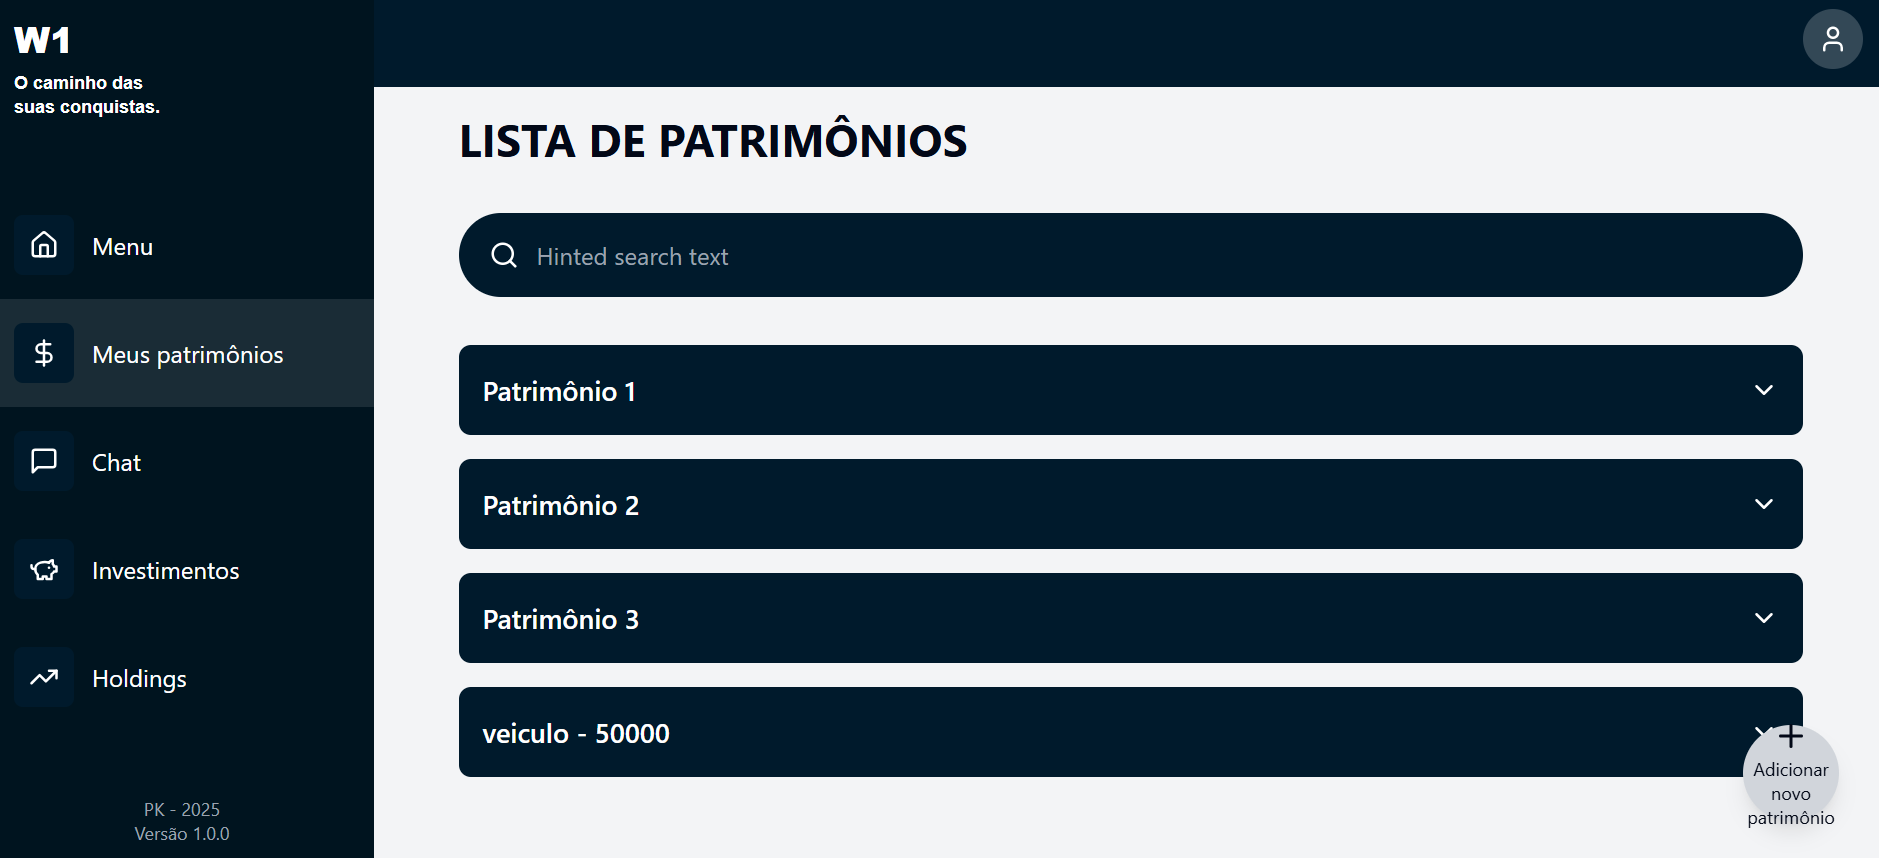 W1
O caminho das
suas conquistas.
Menu
Meus patrimônios
Chat
Investimentos
Holdings
PK - 2025
Versão 1.0.0
LISTA DE PATRIMÔNIOS
Hinted search text
Patrimônio 1
Patrimônio 2
Patrimônio 3
veiculo - 50000
Adicionar
novo
patrimônio